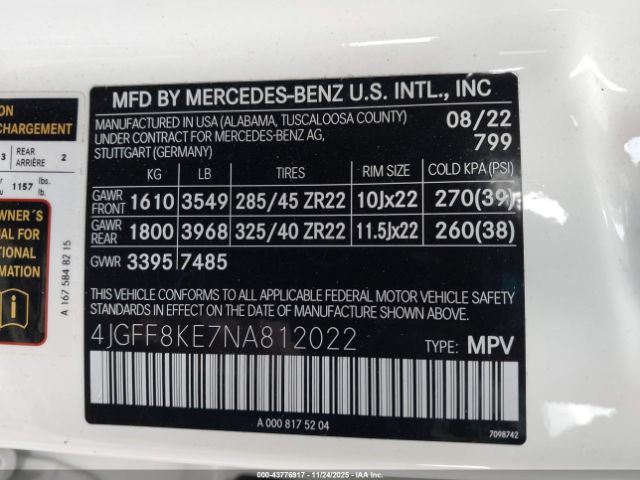 ON
CHARGEMENT
3 REAR ARRIÈRE 2
1157 lbs. lb.
OWNER´S
UAL FOR
TIONAL
RMATION
A 167 584 82 15
MFD BY MERCEDES-BENZ U.S. INTL., INC
MANUFACTURED IN USA (ALABAMA, TUSCALOOSA COUNTY) 08/22
UNDER CONTRACT FOR MERCEDES-BENZ AG, 799
STUTTGART (GERMANY)
KG LB TIRES RIM SIZE COLD KPA (PSI)
GAWR FRONT 1610 3549 285/45 ZR22 10Jx22 270(39)
GAWR REAR 1800 3968 325/40 ZR22 11.5Jx22 260(38)
GVWR 3395 7485
THIS VEHICLE CONFORMS TO ALL APPLICABLE FEDERAL MOTOR VEHICLE SAFETY
STANDARDS IN EFFECT ON THE DATE OF MANUFACTURE SHOWN ABOVE.
4JGFF8KE7NA812022 TYPE: MPV
A 000 817 52 04
7098742
000-43776917 - 11/24/2025 - IAA Inc.